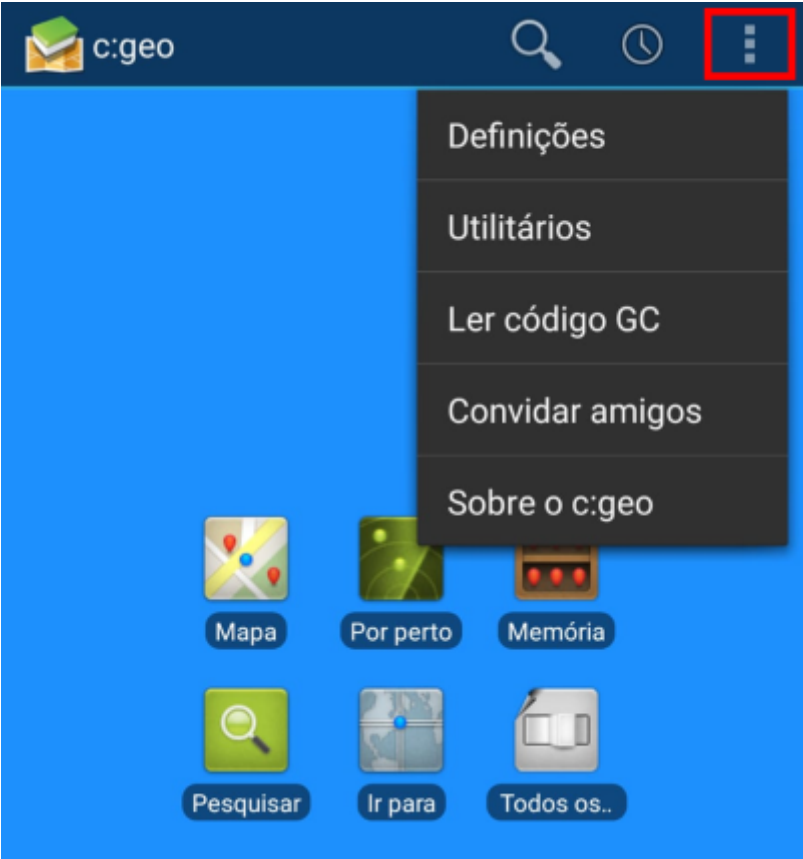 c:geo
Definições
Utilitários
Ler código GC
Convidar amigos
Sobre o c:geo
Mapa
Por perto
Memória
Pesquisar
Ir para
Todos os..